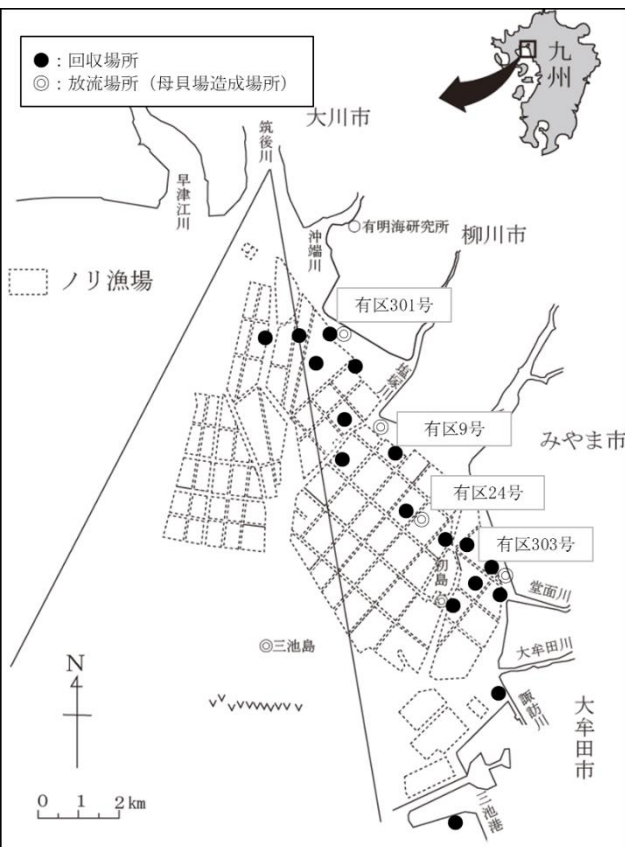 ●：回収場所
◎：放流場所（母貝場造成場所）
九州
大川市
筑後川
早津江川
◯有明海研究所
沖端川
柳川市
ノリ漁場
有区301号
塩塚川
有区9号
みやま市
有区24号
有区303号
初島
堂面川
◎三池島
大牟田川
諏訪川
大牟田市
三池港
N
0 1 2km